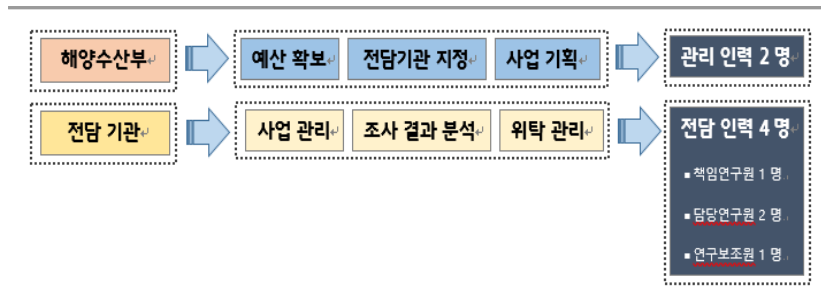 해양수산부
예산 확보 전담기관 지정 사업 기획
관리 인력 2 명
전담 기관
사업 관리 조사 결과 분석 위탁 관리
전담 인력 4 명
▪ 책임연구원 1 명
▪ 담당연구원 2 명
▪ 연구보조원 1 명